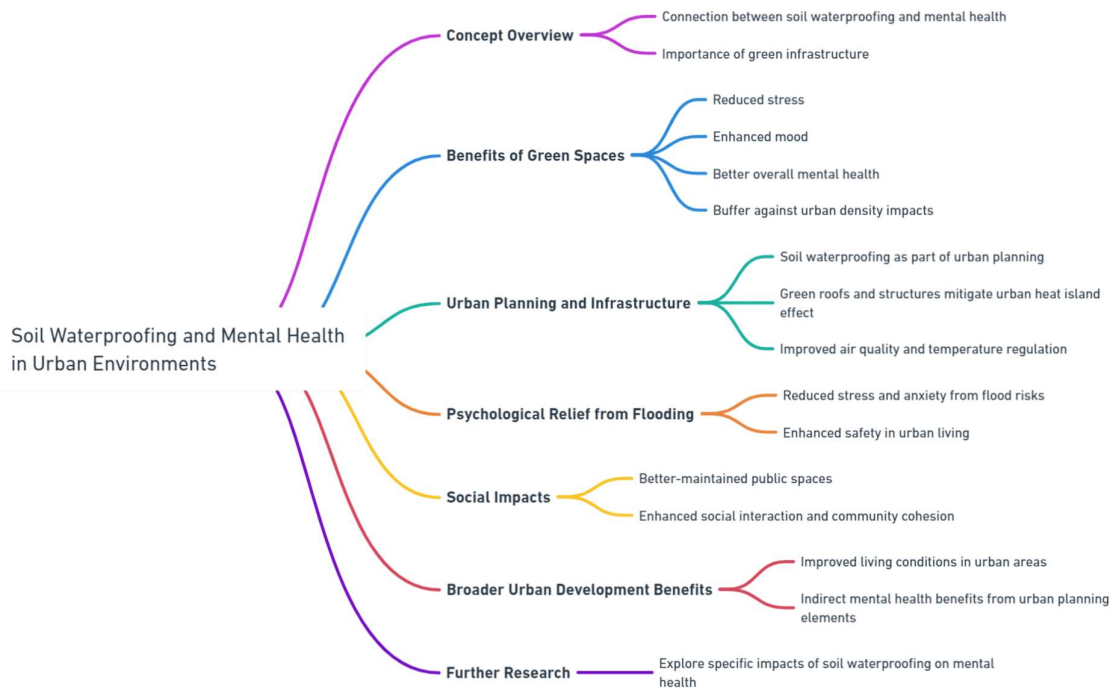 Soil Waterproofing and Mental Health
in Urban Environments
Concept Overview
Connection between soil waterproofing and mental health
Importance of green infrastructure
Benefits of Green Spaces
Reduced stress
Enhanced mood
Better overall mental health
Buffer against urban density impacts
Urban Planning and Infrastructure
Soil waterproofing as part of urban planning
Green roofs and structures mitigate urban heat island
effect
Improved air quality and temperature regulation
Psychological Relief from Flooding
Reduced stress and anxiety from flood risks
Enhanced safety in urban living
Social Impacts
Better-maintained public spaces
Enhanced social interaction and community cohesion
Broader Urban Development Benefits
Improved living conditions in urban areas
Indirect mental health benefits from urban planning
elements
Further Research
Explore specific impacts of soil waterproofing on mental
health